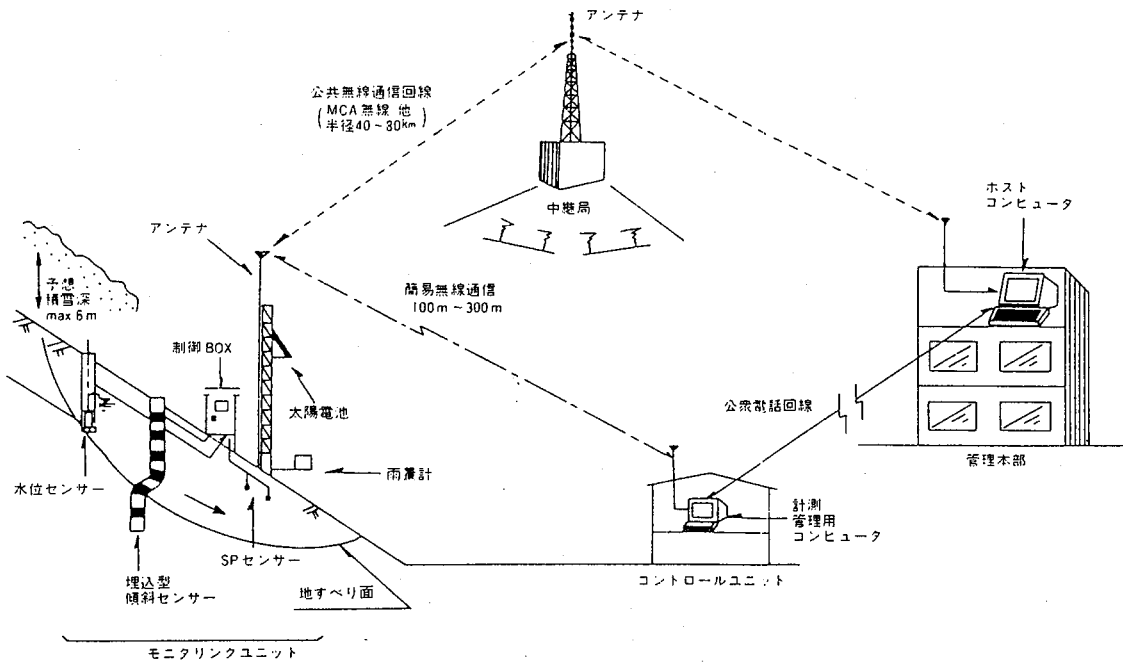 アンテナ
公共無線通信回線
(MCA無線 他
半径40~30km)
中継局
ホスト
コンピュータ
アンテナ
予想
積雪深
max 6m
簡易無線通信
100m~300m
制御BOX
太陽電池
公衆電話回線
管理本部
雨量計
水位センサー
計測
管理用
コンピュータ
SPセンサー
コントロールユニット
埋込型
傾斜センサー
地すべり面
モニタリンクユニット